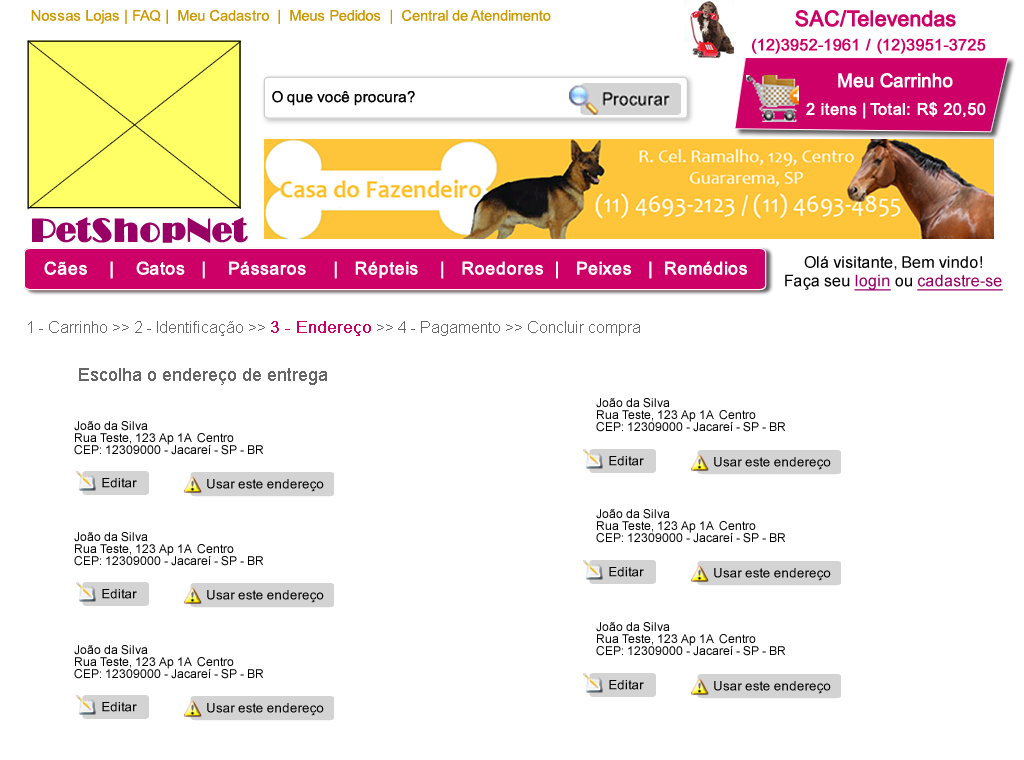 Nossas Lojas | FAQ | Meu Cadastro | Meus Pedidos | Central de Atendimento
SAC/Televendas
(12)3952-1961 / (12)3951-3725
Meu Carrinho
2 itens | Total: R$ 20,50
O que você procura?
Procurar
Casa do Fazendeiro
R. Cel. Ramalho, 129, Centro
Guararema, SP
(11) 4693-2123 / (11) 4693-4855
PetShopNet
Cães | Gatos | Pássaros | Répteis | Roedores | Peixes | Remédios
Olá visitante, Bem vindo!
Faça seu login ou cadastre-se
1 - Carrinho >> 2 - Identificação >> 3 - Endereço >> 4 - Pagamento >> Concluir compra
Escolha o endereço de entrega
João da Silva
Rua Teste, 123 Ap 1A Centro
CEP: 12309000 - Jacareí - SP - BR
Editar
Usar este endereço
João da Silva
Rua Teste, 123 Ap 1A Centro
CEP: 12309000 - Jacareí - SP - BR
Editar
Usar este endereço
João da Silva
Rua Teste, 123 Ap 1A Centro
CEP: 12309000 - Jacareí - SP - BR
Editar
Usar este endereço
João da Silva
Rua Teste, 123 Ap 1A Centro
CEP: 12309000 - Jacareí - SP - BR
Editar
Usar este endereço
João da Silva
Rua Teste, 123 Ap 1A Centro
CEP: 12309000 - Jacareí - SP - BR
Editar
Usar este endereço
João da Silva
Rua Teste, 123 Ap 1A Centro
CEP: 12309000 - Jacareí - SP - BR
Editar
Usar este endereço